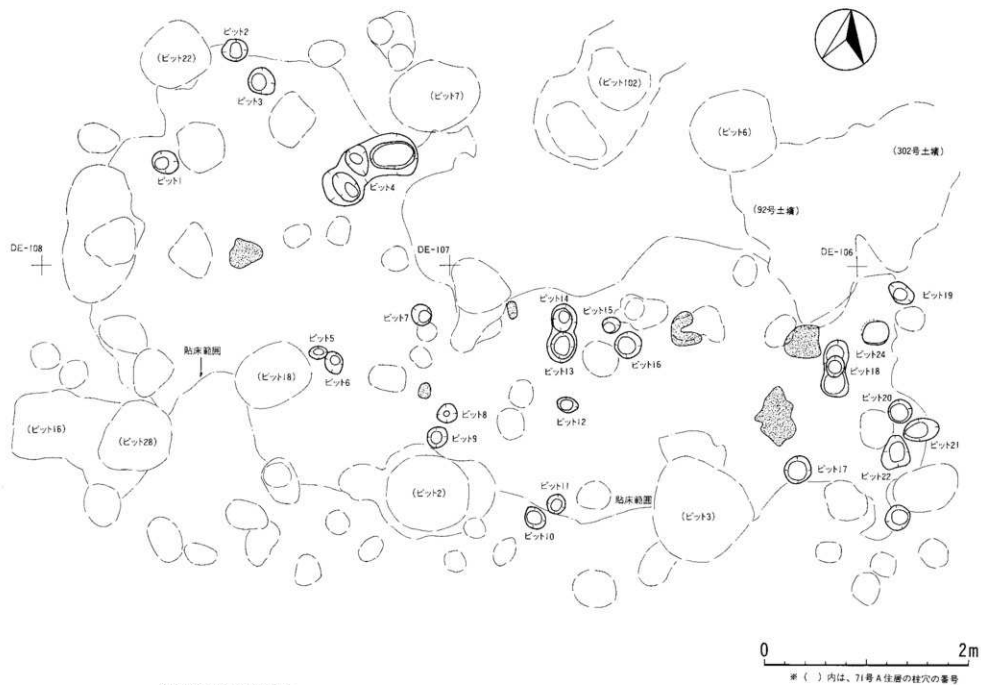 ピット2
(ピット22)
ピット3
(ピット7)
(ピット102)
(ピット6)
(302号土壙)
ピット1
ピット4
(92号土壙)
DE-108
DE-107
DE-106
ピット14
ピット15
ピット19
ピット7
ピット5
貼床範囲
ピット24
ピット13
ピット16
ピット18
ピット6
(ピット18)
ピット20
ピット8
ピット12
(ピット16)
(ピット28)
ピット9
ピット21
ピット17
ピット22
(ピット2)
ピット11
貼床範囲
(ピット3)
ピット10
0 2m
※ ( ) 内は、71号A住居の柱穴の番号